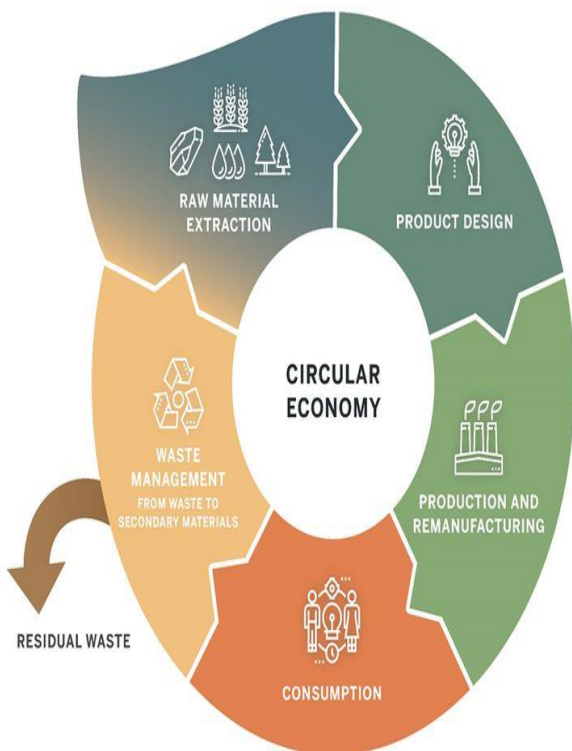 RAW MATERIAL
EXTRACTION
PRODUCT DESIGN
CIRCULAR
ECONOMY
PRODUCTION AND
REMANUFACTURING
CONSUMPTION
WASTE
MANAGEMENT
FROM WASTE TO
SECONDARY MATERIALS
RESIDUAL WASTE